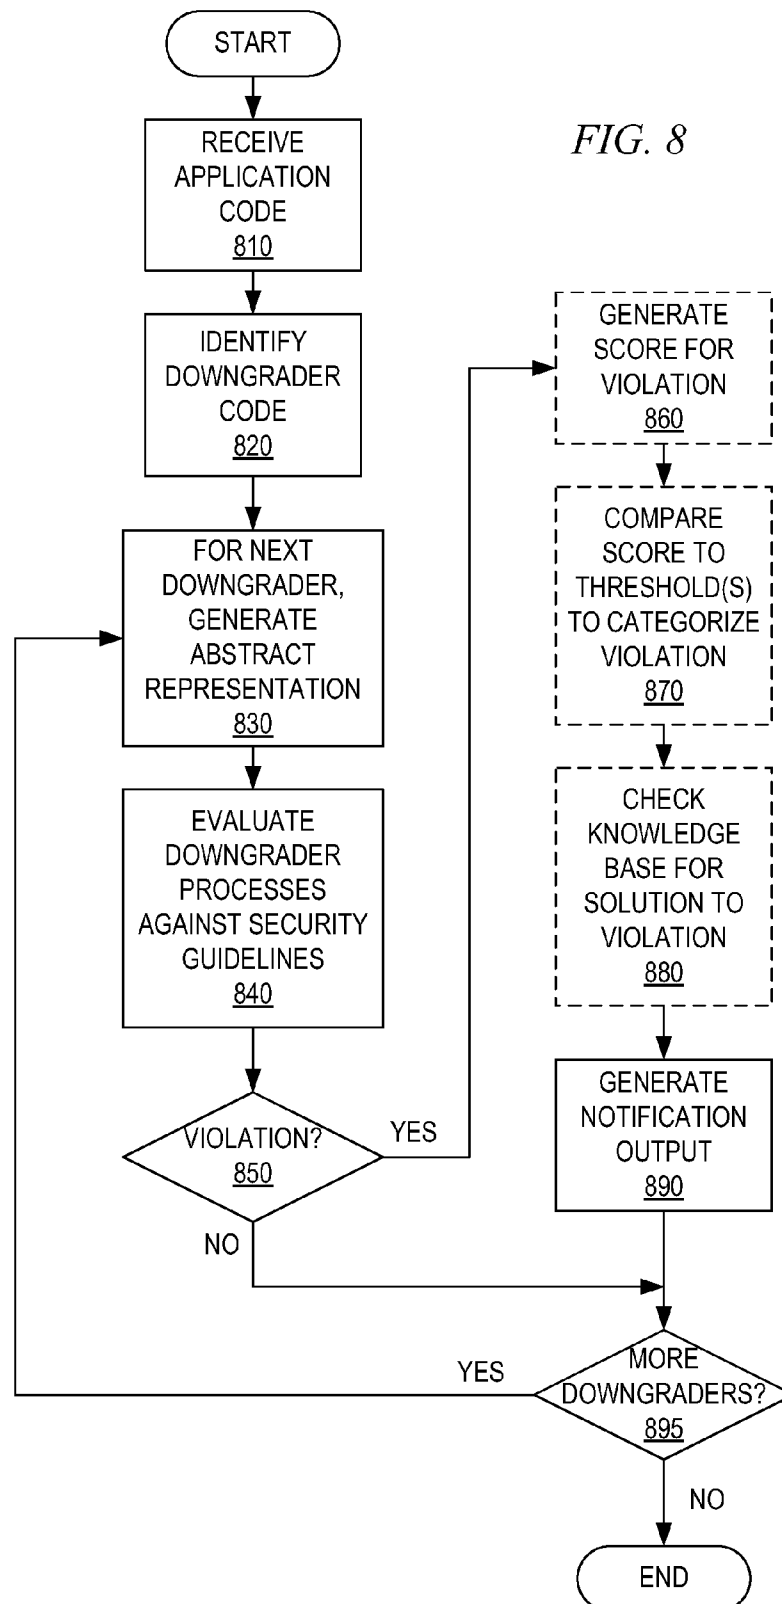 START
FIG. 8
RECEIVE
APPLICATION
CODE
810
IDENTIFY
DOWNGRADER
CODE
820
FOR NEXT
DOWNGRADER,
GENERATE
ABSTRACT
REPRESENTATION
830
EVALUATE
DOWNGRADER
PROCESSES
AGAINST SECURITY
GUIDELINES
840
VIOLATION?
850
YES
NO
GENERATE
SCORE FOR
VIOLATION
860
COMPARE
SCORE TO
THRESHOLD(S)
TO CATEGORIZE
VIOLATION
870
CHECK
KNOWLEDGE
BASE FOR
SOLUTION TO
VIOLATION
880
GENERATE
NOTIFICATION
OUTPUT
890
MORE
DOWNGRADERS?
895
YES
NO
END